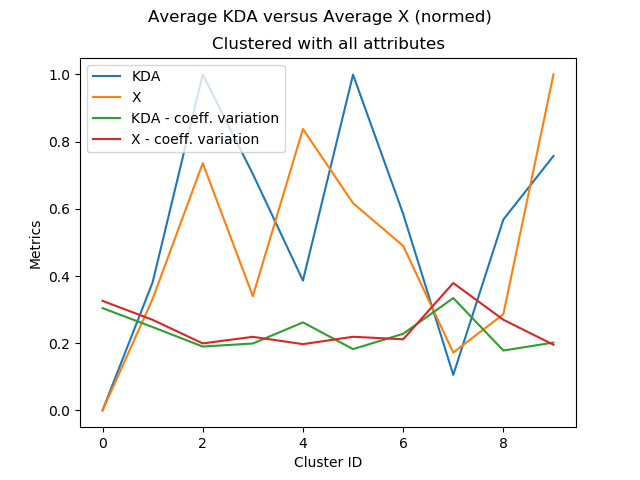 Average KDA versus Average X (normed)
Clustered with all attributes
KDA
X
KDA - coeff. variation
X - coeff. variation
1.0
0.8
0.6
0.4
0.2
0.0
Metrics
0 2 4 6 8
Cluster ID